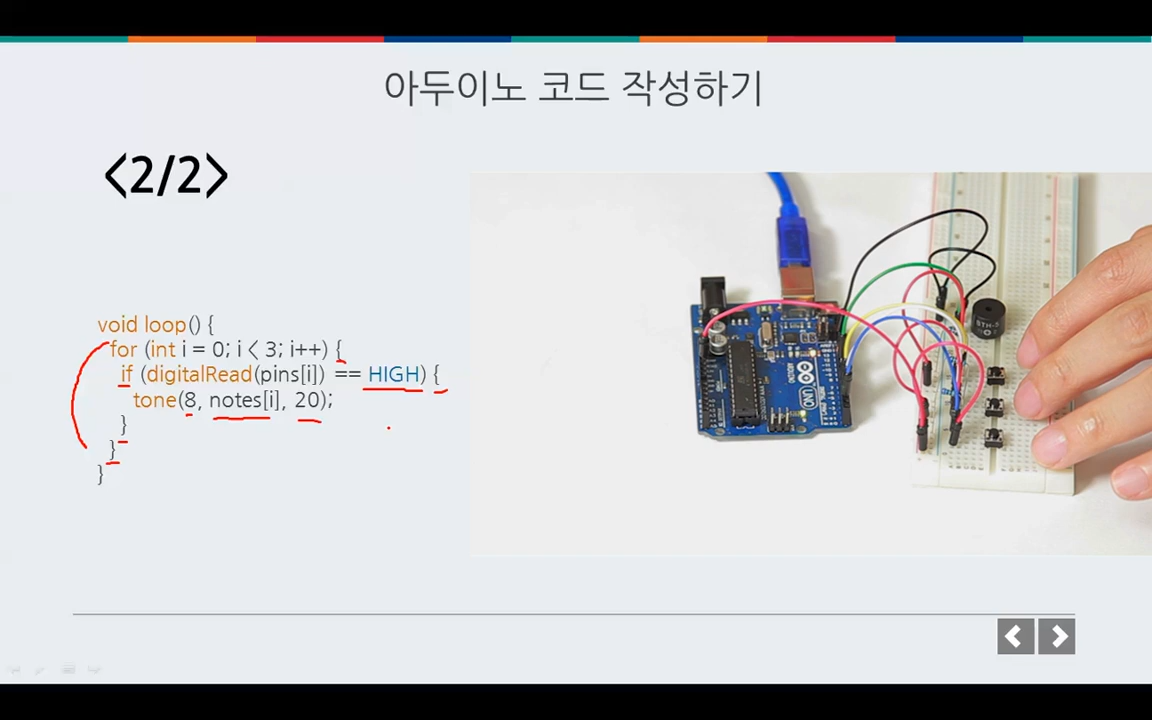 아두이노 코드 작성하기
<2/2>
void loop() {
for (int i = 0; i < 3; i++) {
if (digitalRead(pins[i]) == HIGH) {
tone(8, notes[i], 20);
}
}
}
UNO